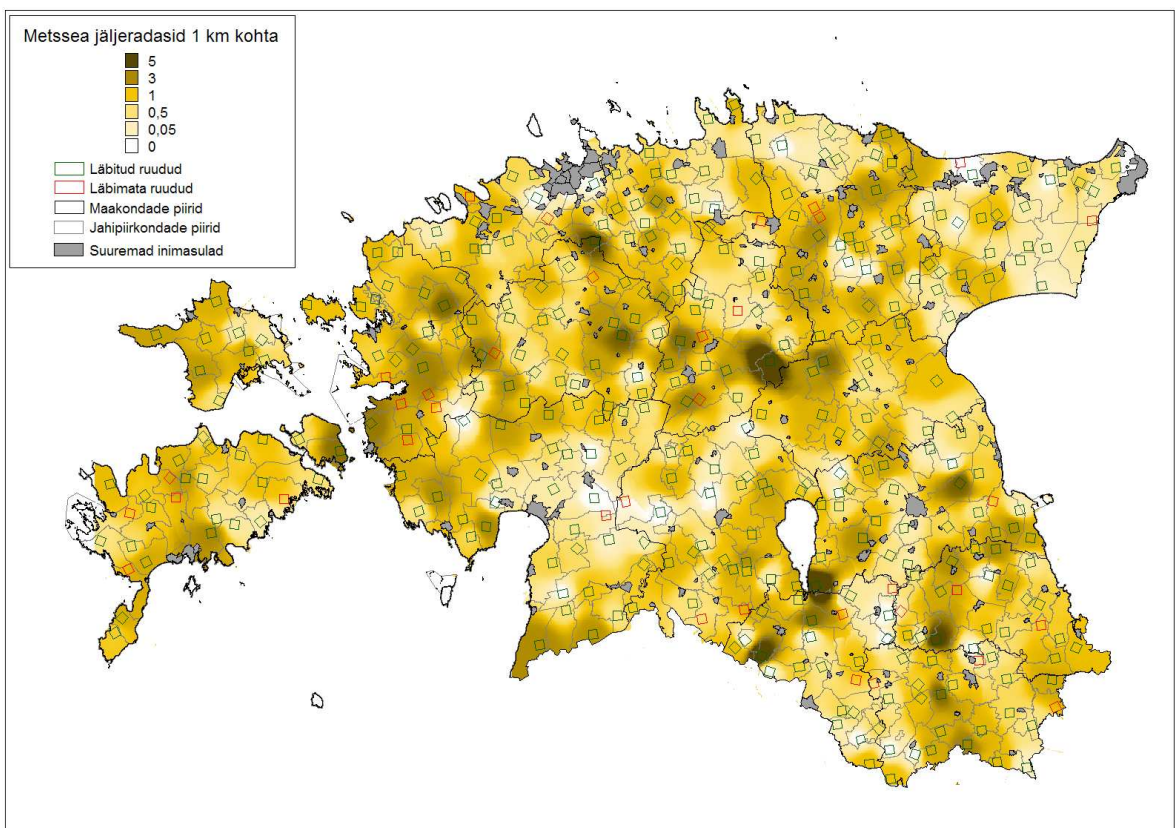 Metssea jäljeradasid 1 km kohta
5
3
1
0,5
0,05
0
Läbitud ruudud
Läbimata ruudud
Maakondade piirid
Jahipiirkondade piirid
Suuremad inimasulad